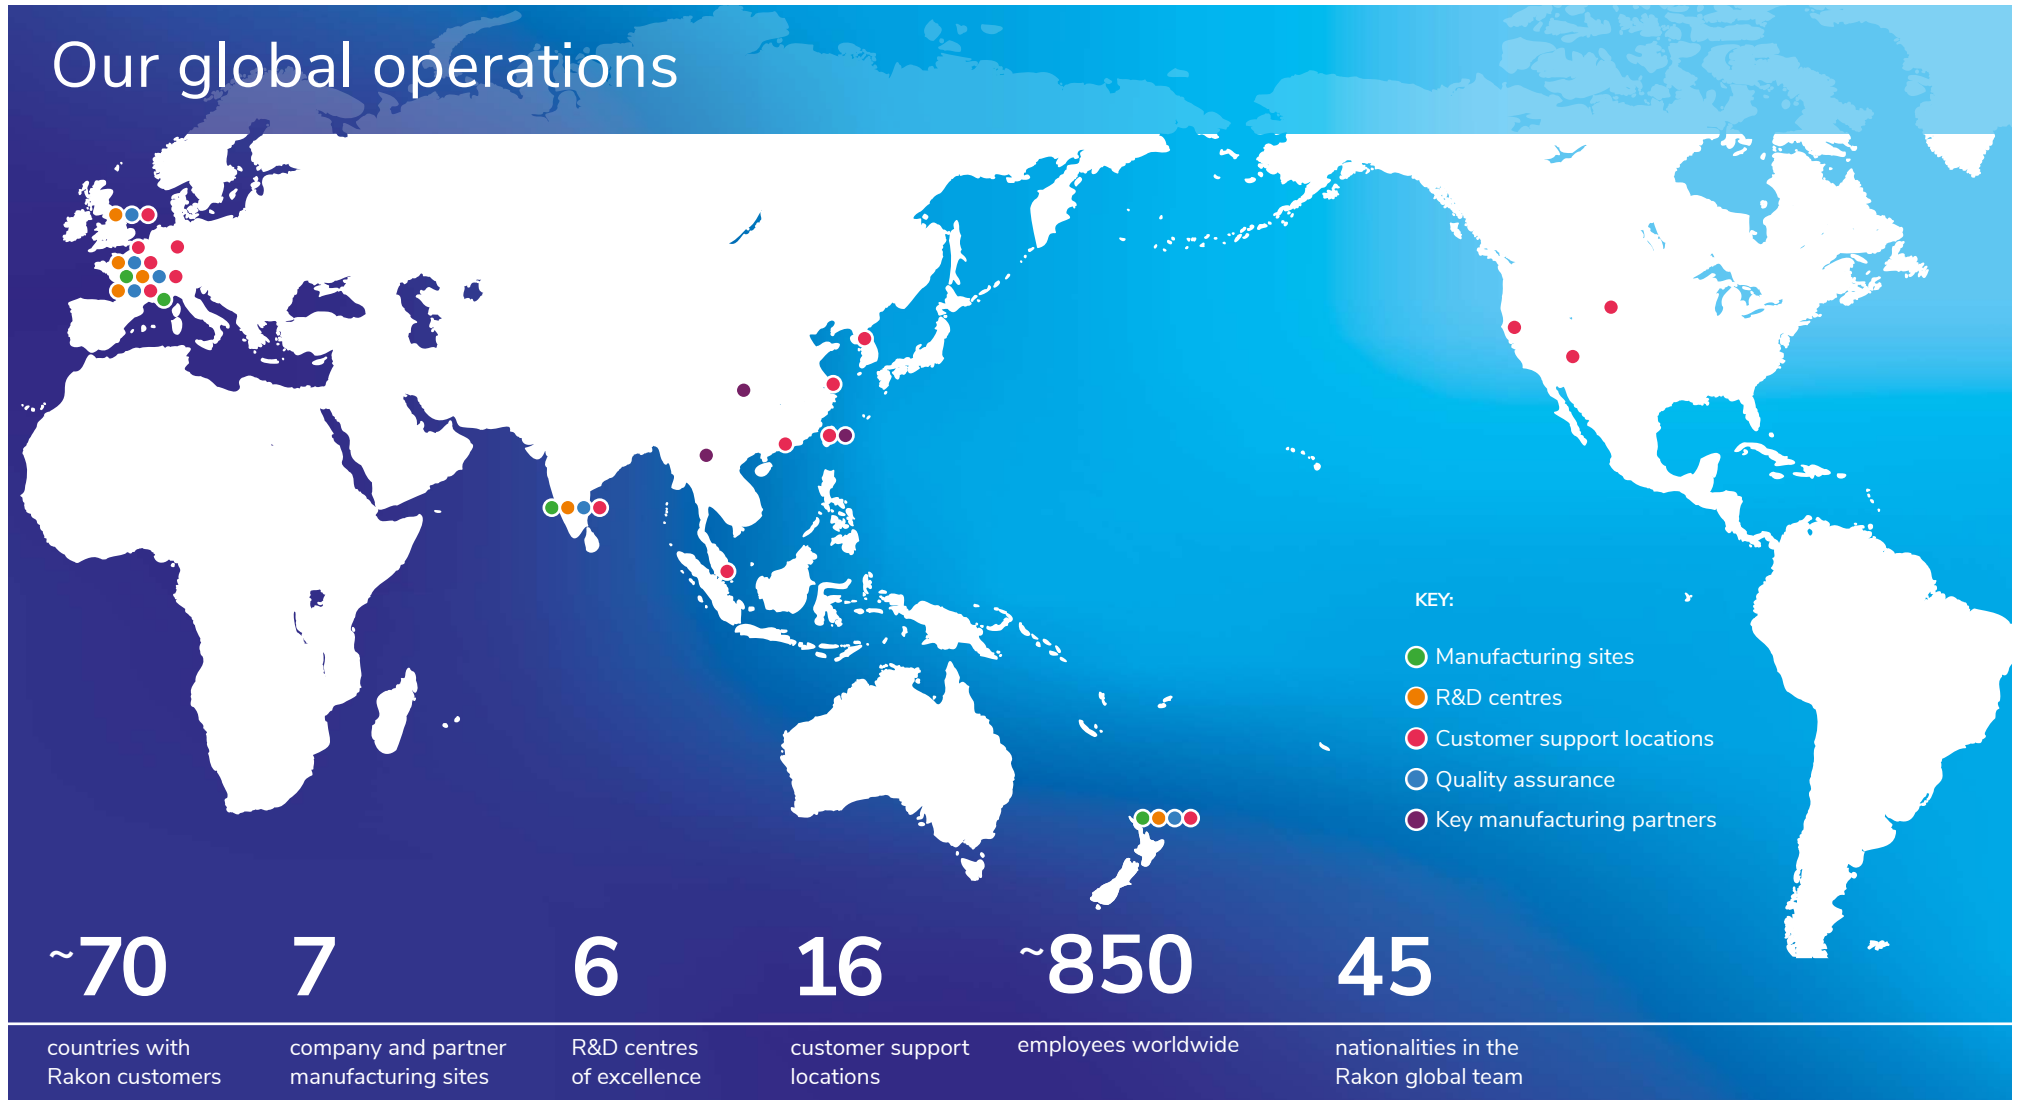 Our global operations
KEY:
Manufacturing sites
R&D centres
Customer support locations
Quality assurance
Key manufacturing partners
~70
countries with
Rakon customers
7
company and partner
manufacturing sites
6
R&D centres
of excellence
16
customer support
locations
~850
employees worldwide
45
nationalities in the
Rakon global team